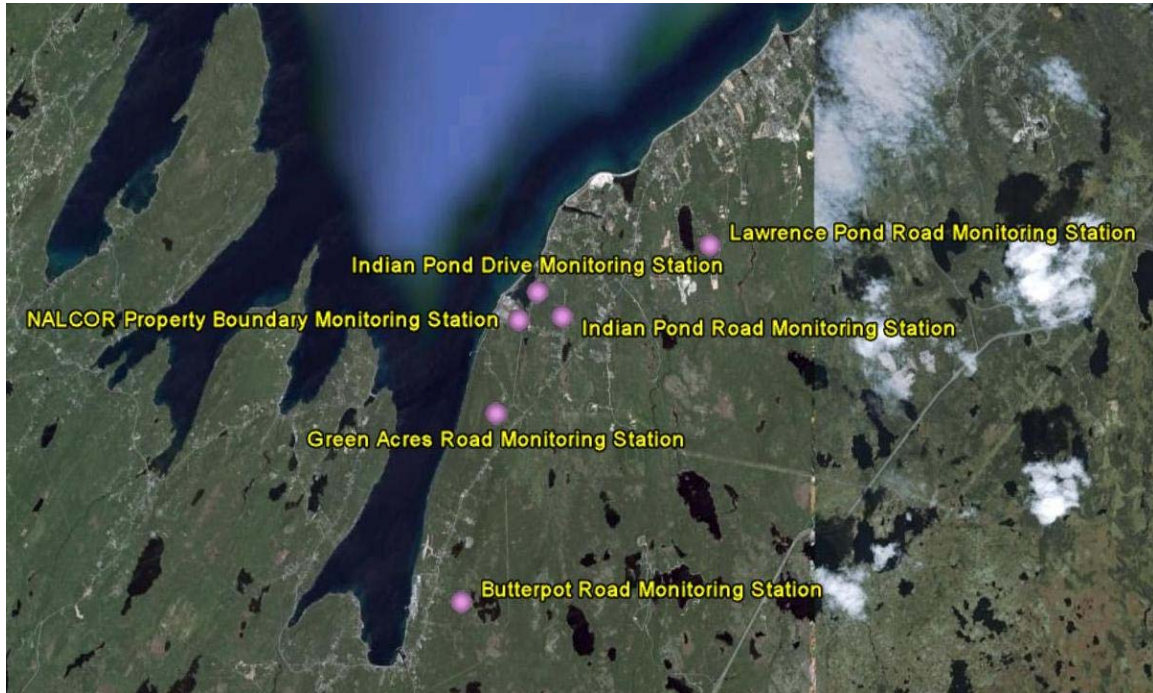 Lawrence Pond Road Monitoring Station
Indian Pond Drive Monitoring Station
NALCOR Property Boundary Monitoring Station
Indian Pond Road Monitoring Station
Green Acres Road Monitoring Station
Butterpot Road Monitoring Station